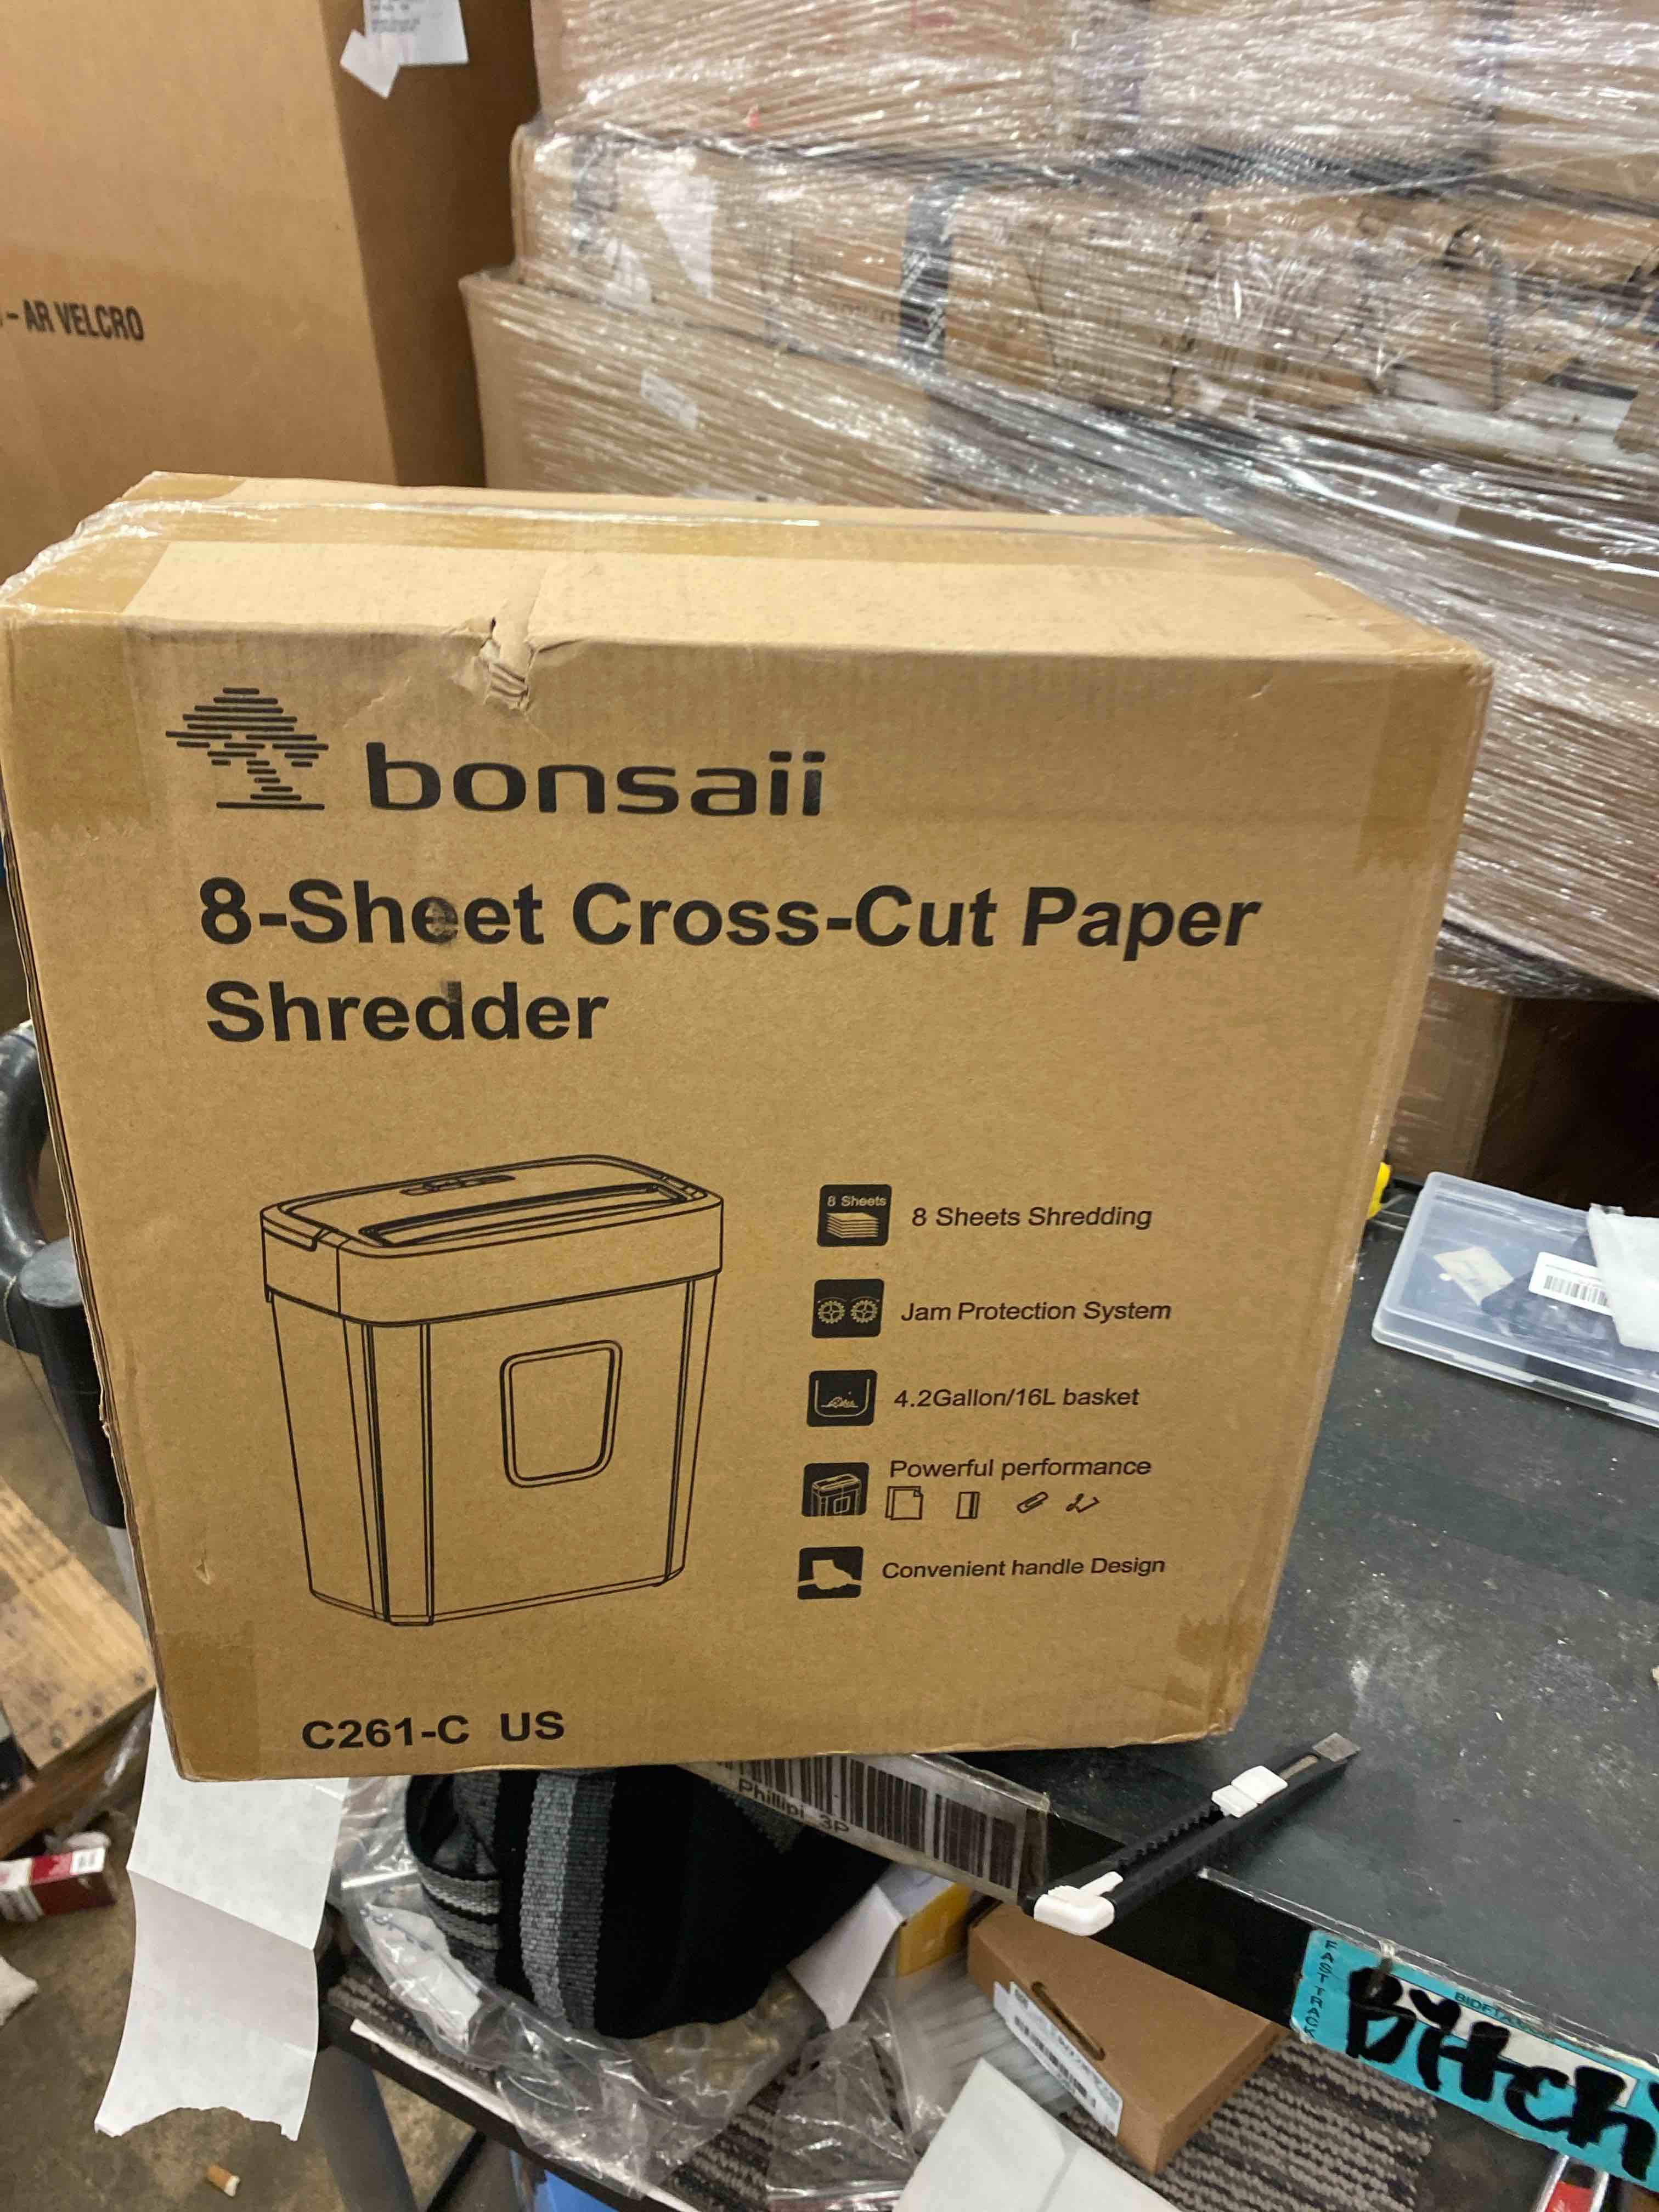 - AR VELCRO
bonsaii
8-Sheet Cross-Cut Paper
Shredder
8 Sheets
8 Sheets Shredding
Jam Protection System
4.2Gallon/16L basket
Powerful performance
Convenient handle Design
C261-C US
Phillipi_3P
FAST TRACK
Bitch